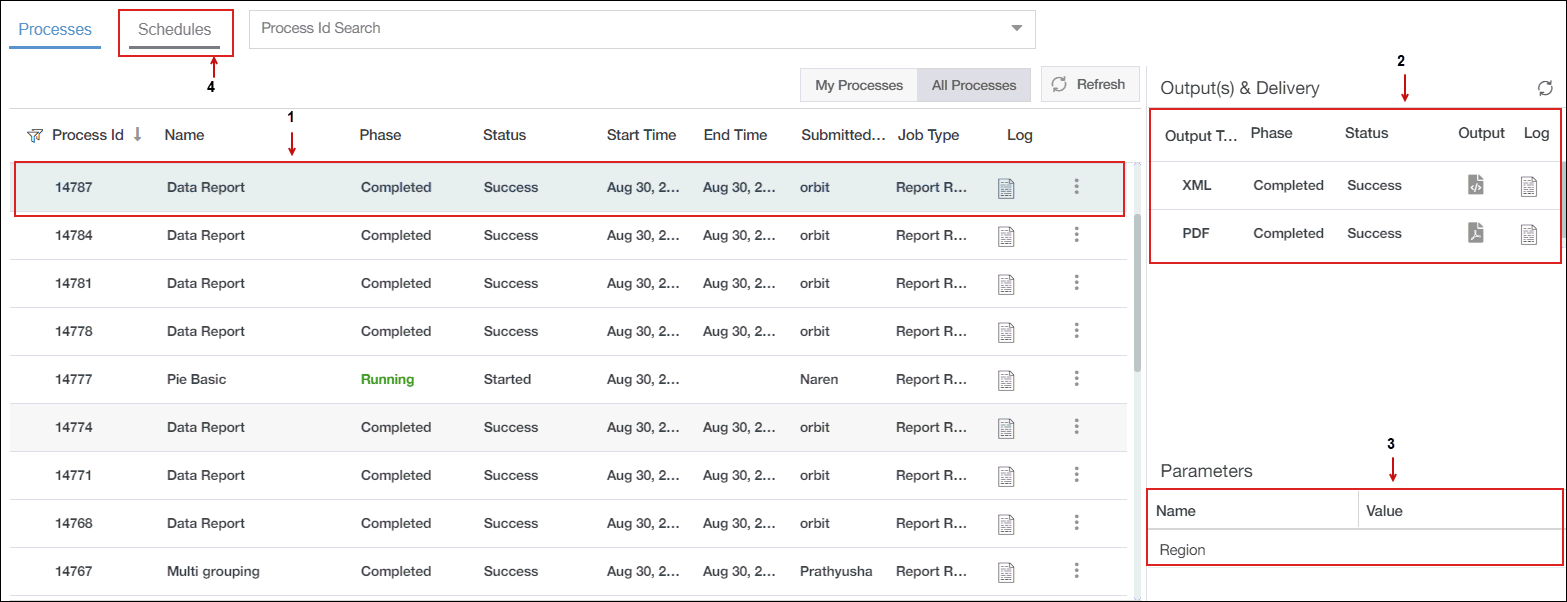 Processes Schedules Process Id Search
4
My Processes All Processes Refresh
1
Process Id Name Phase Status Start Time End Time Submitted... Job Type Log
14787 Data Report Completed Success Aug 30, 2... Aug 30, 2... orbit Report R...
14784 Data Report Completed Success Aug 30, 2... Aug 30, 2... orbit Report R...
14781 Data Report Completed Success Aug 30, 2... Aug 30, 2... orbit Report R...
14778 Data Report Completed Success Aug 30, 2... Aug 30, 2... orbit Report R...
14777 Pie Basic Running Started Aug 30, 2... Naren Report R...
14774 Data Report Completed Success Aug 30, 2... Aug 30, 2... orbit Report R...
14771 Data Report Completed Success Aug 30, 2... Aug 30, 2... orbit Report R...
14768 Data Report Completed Success Aug 30, 2... Aug 30, 2... orbit Report R...
14767 Multi grouping Completed Success Aug 30, 2... Aug 30, 2... Prathyusha Report R...
2
Output(s) & Delivery
Output T... Phase Status Output Log
XML Completed Success
PDF Completed Success
3
Parameters
Name Value
Region